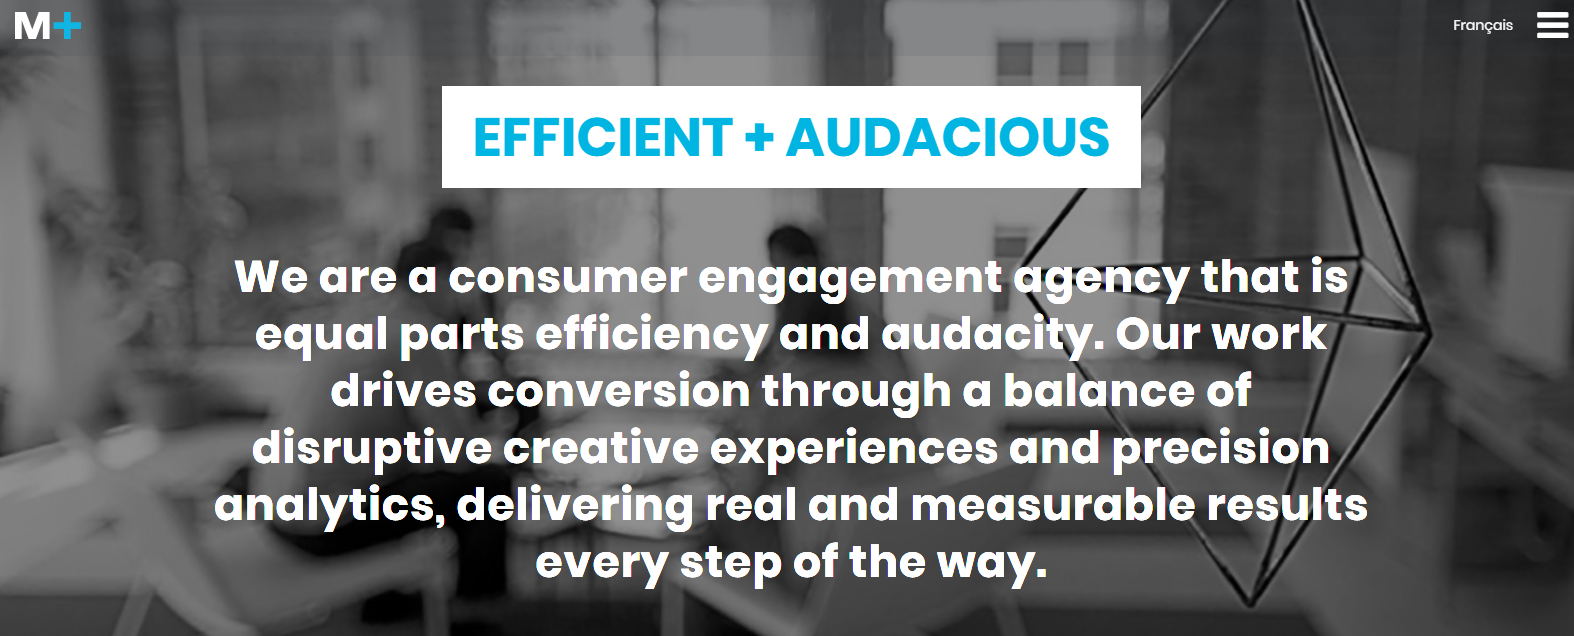 M+
Français
EFFICIENT + AUDACIOUS
We are a consumer engagement agency that is
equal parts efficiency and audacity. Our work
drives conversion through a balance of
disruptive creative experiences and precision
analytics, delivering real and measurable results
every step of the way.